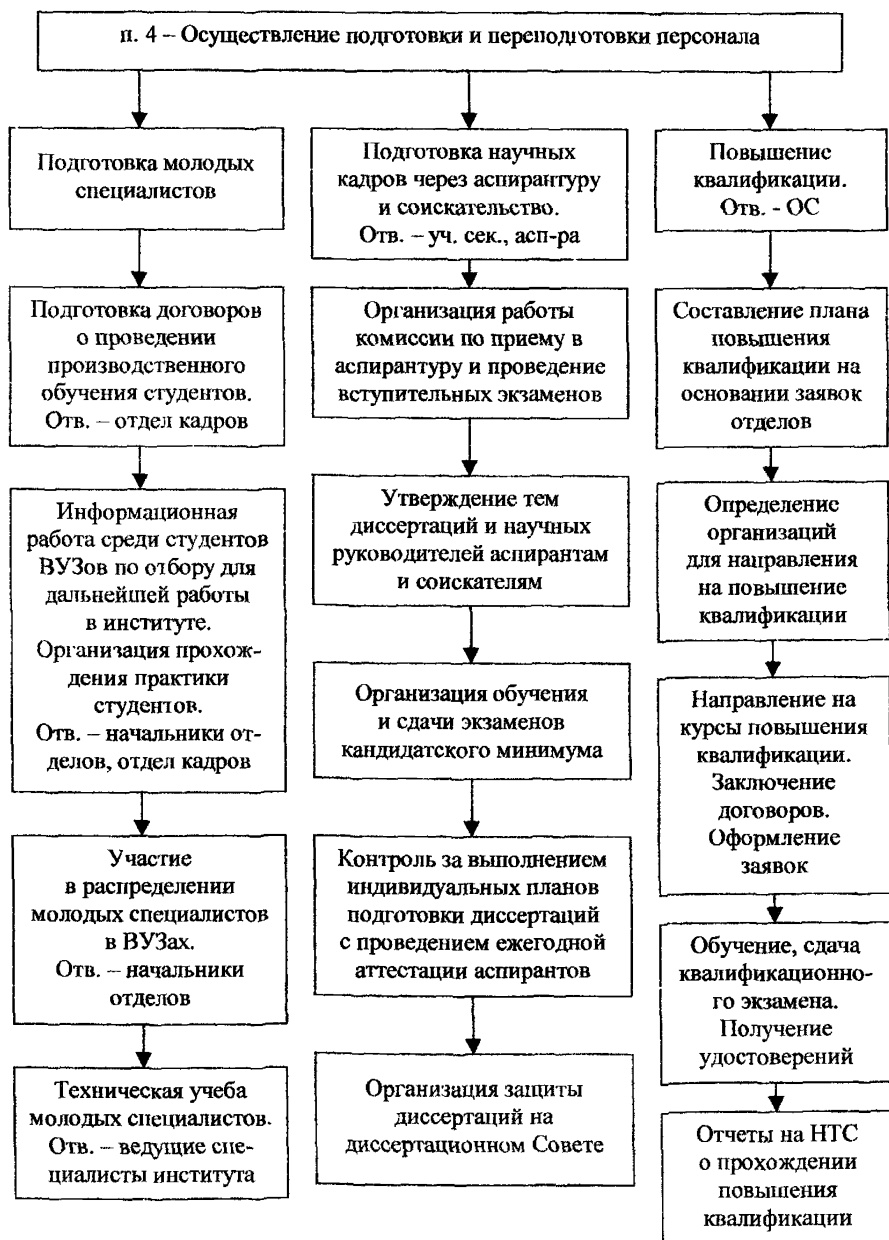 п. 4 – Осуществление подготовки и переподготовки персонала
Подготовка молодых
специалистов
Подготовка договоров
о проведении
производственного
обучения студентов.
Отв. – отдел кадров
Информационная
работа среди студентов
ВУЗов по отбору для
дальнейшей работы
в институте.
Организация прохож-
дения практики
студентов.
Отв. – начальники от-
делов, отдел кадров
Участие
в распределении
молодых специалистов
в ВУЗах.
Отв. – начальники
отделов
Техническая учеба
молодых специалистов.
Отв. – ведущие спе-
циалисты института
Подготовка научных
кадров через аспирантуру
и соискательство.
Отв. – уч. сек., асп-ра
Организация работы
комиссии по приему в
аспирантуру и проведение
вступительных экзаменов
Утверждение тем
диссертаций и научных
руководителей аспирантам
и соискателям
Организация обучения
и сдачи экзаменов
кандидатского минимума
Контроль за выполнением
индивидуальных планов
подготовки диссертаций
с проведением ежегодной
аттестации аспирантов
Организация защиты
диссертаций на
диссертационном Совете
Повышение
квалификации.
Отв. - ОС
Составление плана
повышения
квалификации на
основании заявок
отделов
Определение
организаций
для направления
на повышение
квалификации
Направление на
курсы повышения
квалификации.
Заключение
договоров.
Оформление
заявок
Обучение, сдача
квалификационно-
го экзамена.
Получение
удостоверений
Отчеты на НТС
о прохождении
повышения
квалификации